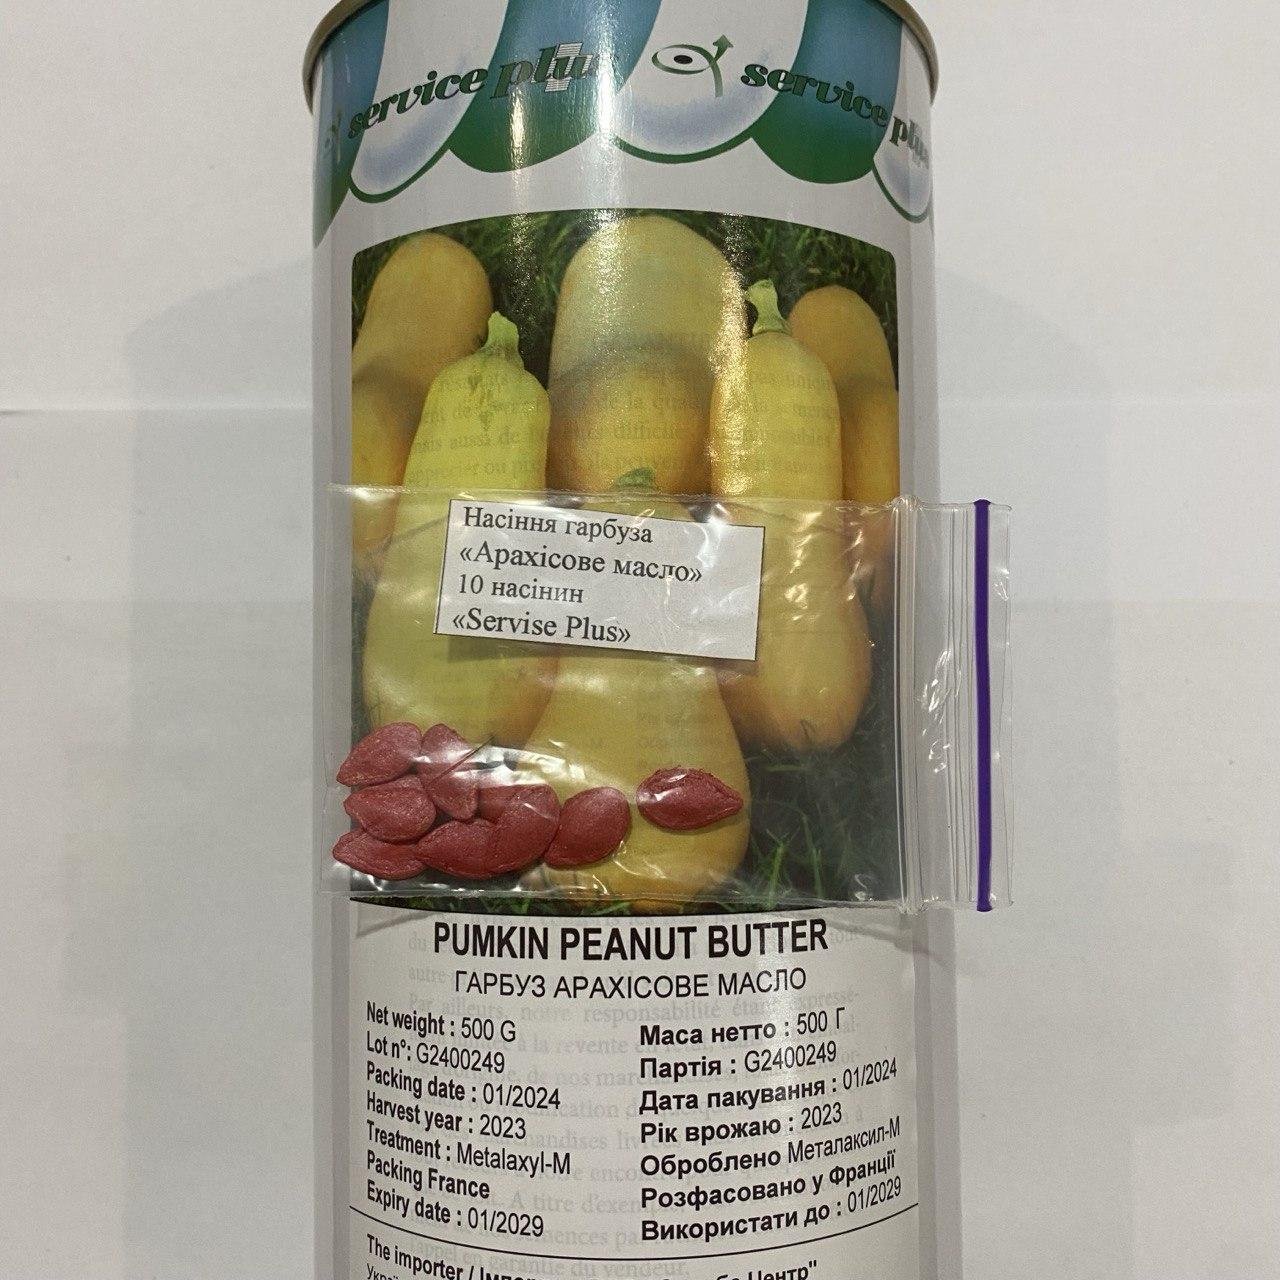 service plus service plus
Насіння гарбуза
«Арахісове масло»
10 насінин
«Servise Plus»
PUMKIN PEANUT BUTTER
ГАРБУЗ АРАХІСОВЕ МАСЛО
Net weight : 500 G
Lot n°: G2400249
Packing date : 01/2024
Harvest year : 2023
Treatment : Metalaxyl-M
Packing France
Expiry date : 01/2029
Маса нетто : 500 Г
Партія : G2400249
Дата пакування : 01/2024
Рік врожаю : 2023
Оброблено Металаксил-М
Розфасовано у Франції
Використати до : 01/2029
The importer /
Центр"